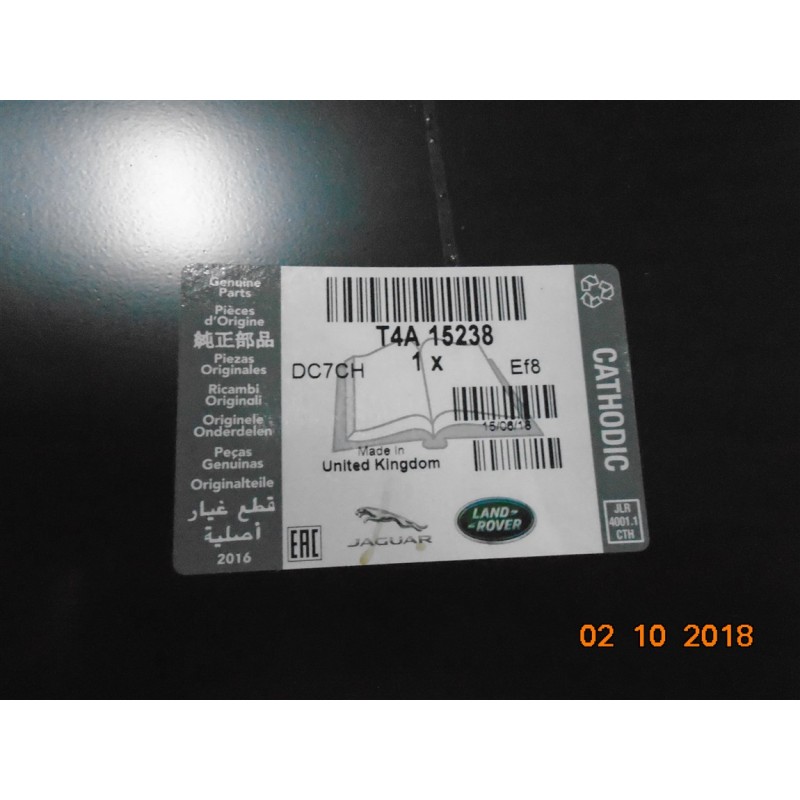 Genuine
Parts
Pièces
d'Origine
純正部品
Piezas
Originales
Ricambi
Originali
Originele
Onderdelen
Peças
Genuinas
Originalteile
قطع غيار
أصلية
2016
T4A 15238
1 x
DC7CH
Ef8
15/06/18
Made in
United Kingdom
EAC
JAGUAR
LAND
ROVER
CATHODIC
JLR
4001.1
CTH
02 10 2018